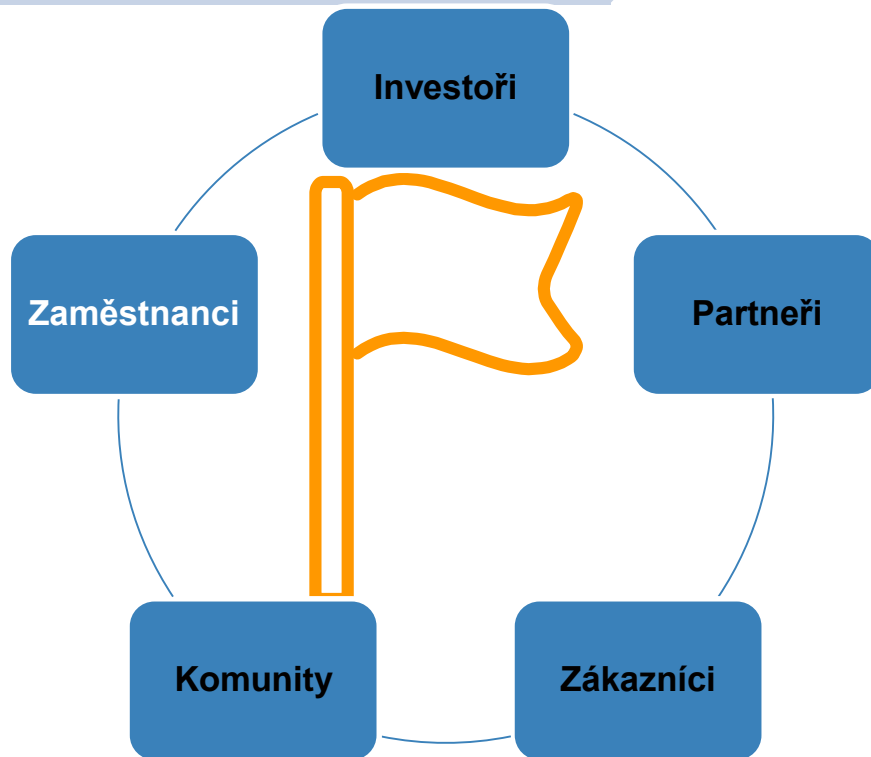 Investoři
Zaměstnanci
Partneři
Komunity
Zákazníci